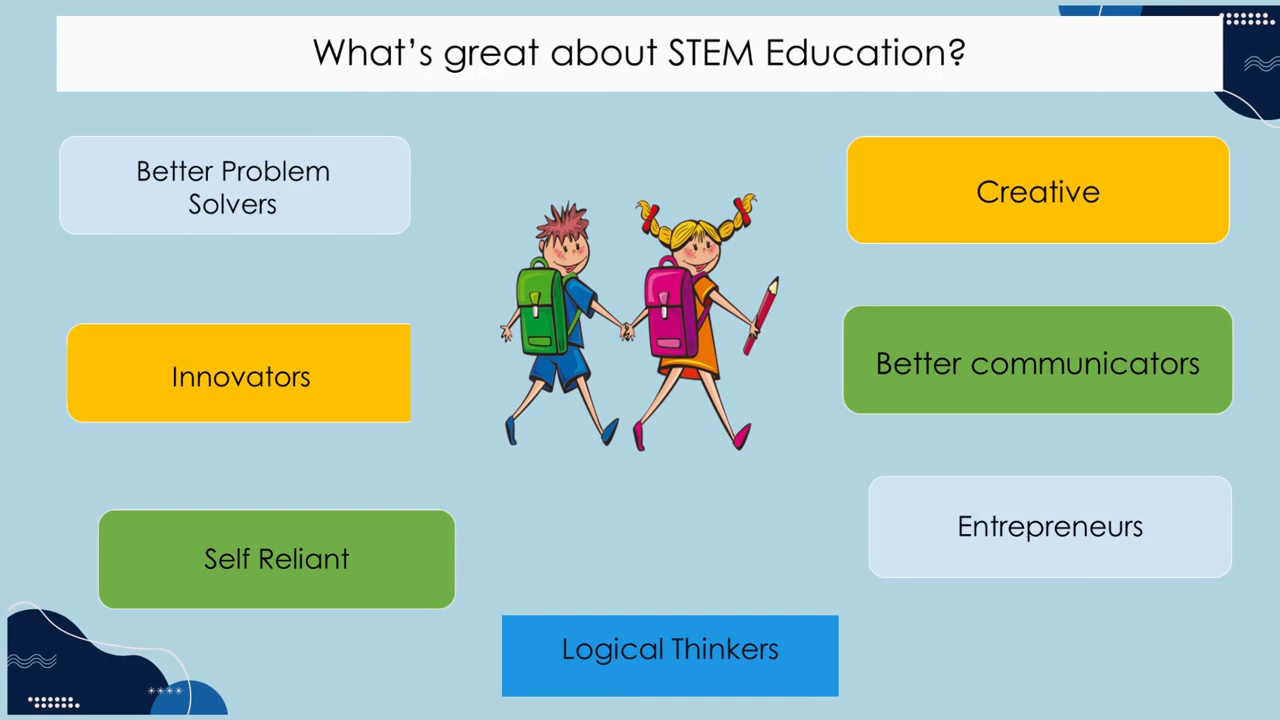 What’s great about STEM Education?
Better Problem
Solvers
Creative
Innovators
Better communicators
Self Reliant
Entrepreneurs
Logical Thinkers